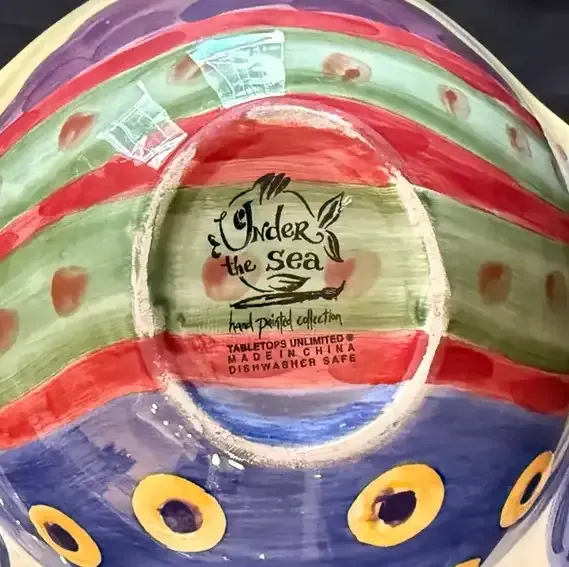 Under
the Sea
hand painted collection
TABLETOPS UNLIMITED®
MADE IN CHINA
DISHWASHER SAFE